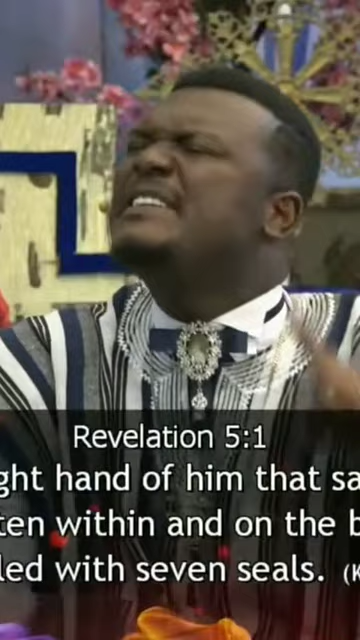 Revelation 5:1
ght hand of him that sa
ten within and on the b
led with seven seals. (K